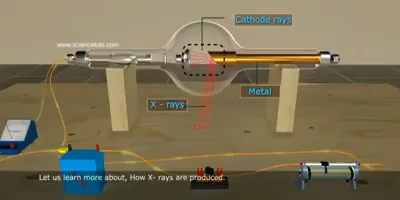 Cathode rays
www.sciencetuts.com
Metal
X - rays
Let us learn more about, How X- rays are produced